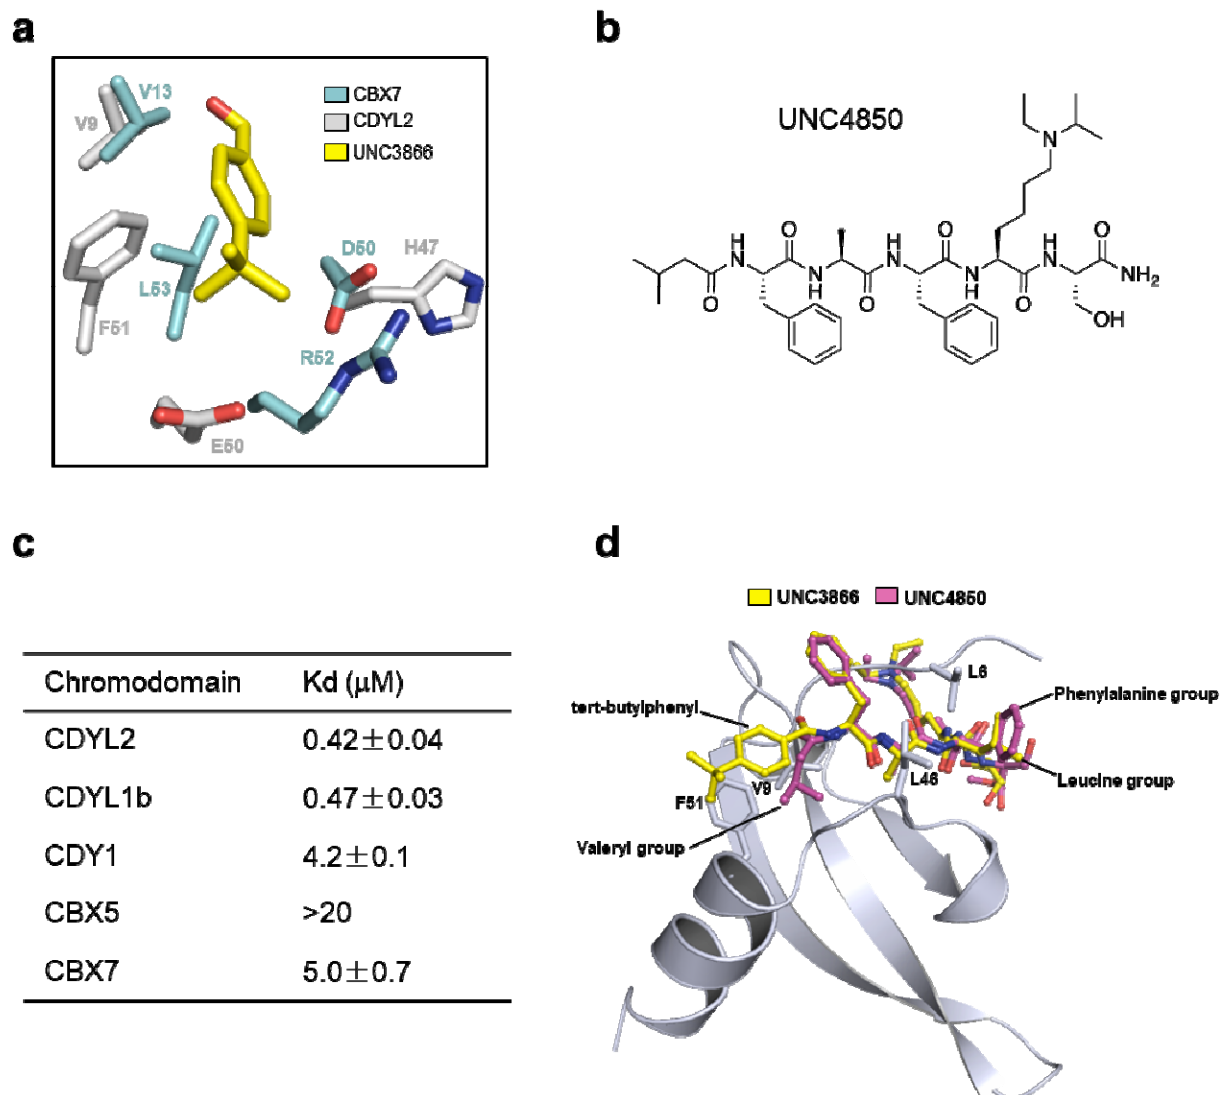 a
V13
V9
CBX7
CDYL2
UNC3866
D50
H47
L53
F51
R52
E50
b
UNC4850
N
H
N
O
N
H
O
H
N
O
N
H
O
H
N
O
NH2
O
OH
c
Chromodomain Kd (μM)
CDYL2 0.42±0.04
CDYL1b 0.47±0.03
CDY1 4.2±0.1
CBX5 >20
CBX7 5.0±0.7
d
UNC3866 UNC4850
L6
Phenylalanine group
tert-butylphenyl
Leucine group
L46
V9
F51
Valeryl group